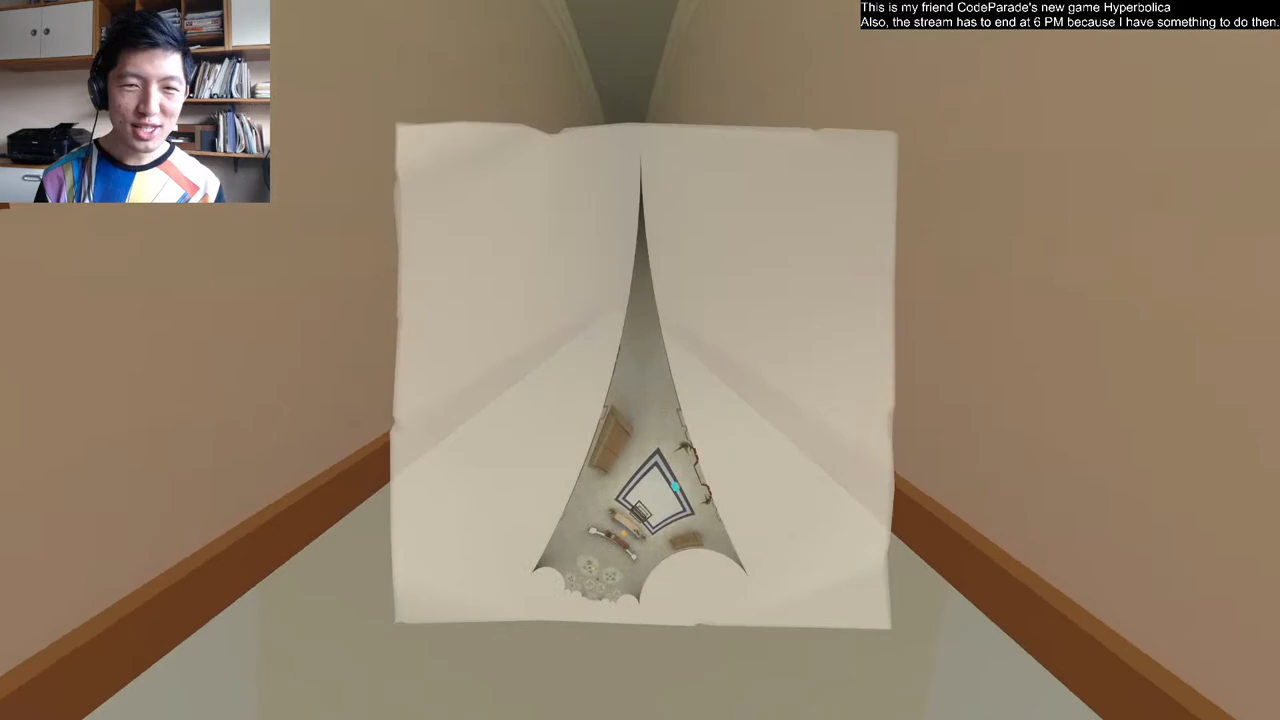 This is my friend CodeParade's new game Hyperbolica
Also, the stream has to end at 6 PM because I have something to do then.